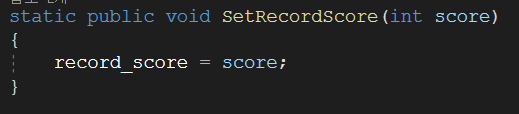 static public void SetRecordScore(int score)
{
    record_score = score;
}